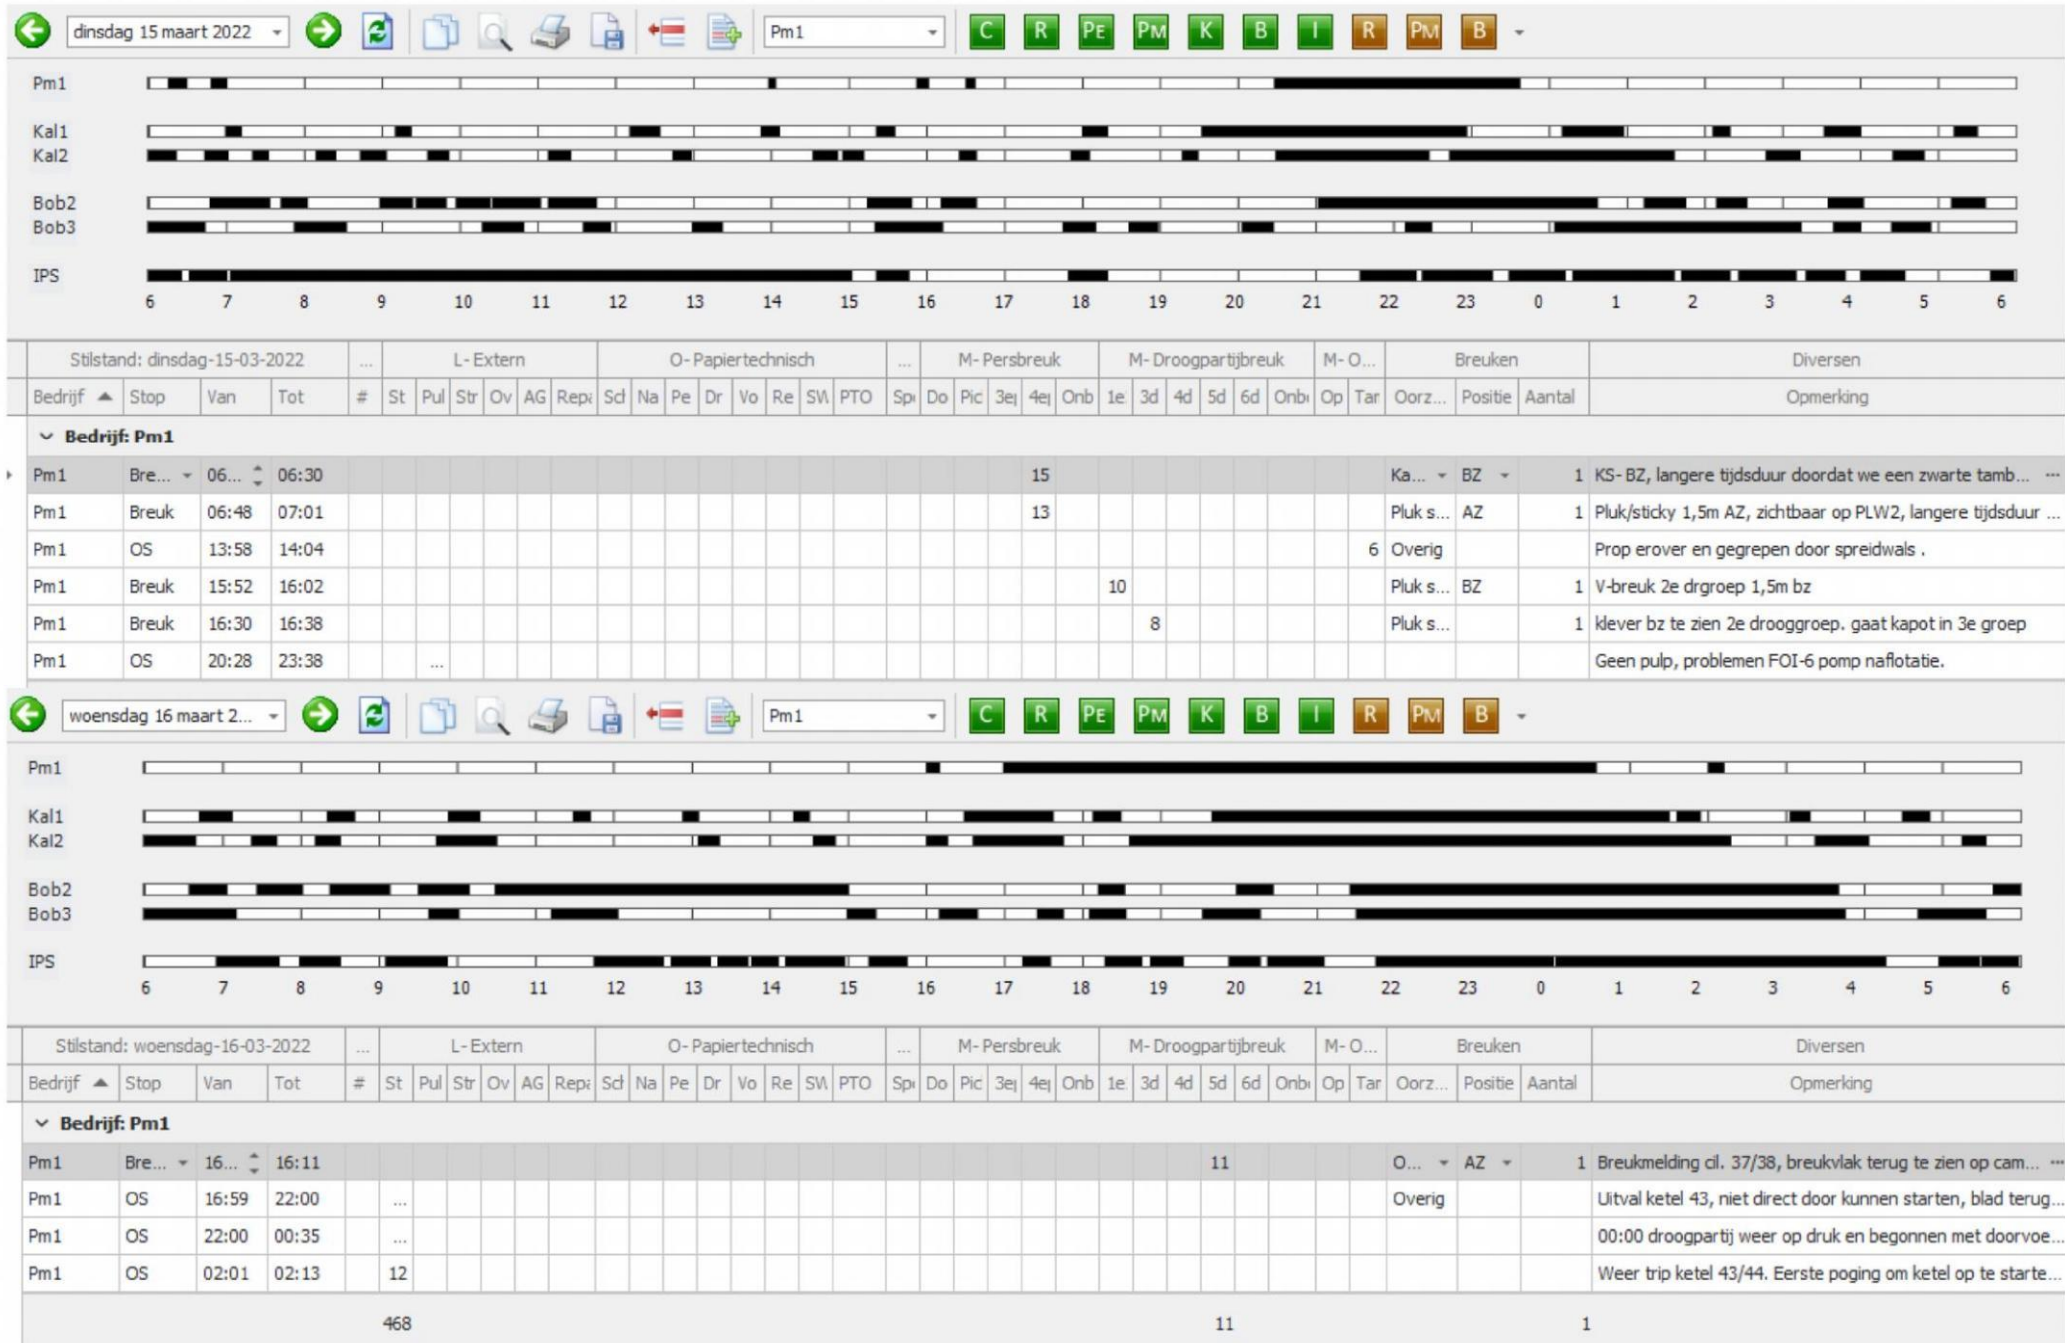 dinsdag 15 maart 2022 Pm1 C R PE PM K B I R PM B
Pm1
Kal1
Kal2
Bob2
Bob3
IPS
6 7 8 9 10 11 12 13 14 15 16 17 18 19 20 21 22 23 0 1 2 3 4 5 6
Stilstand: dinsdag-15-03-2022 ... L- Extern O- Papiertechnisch ... M- Persbreuk M- Droogpartijbreuk M- O... Breuken Diversen
Bedrijf Stop Van Tot # St Pul Str Ov AG Repa Sch Na Pe Dr Vo Re SW PTO Spe Do Pic 3ep 4ep Onb 1e 3d 4d 5d 6d Onb Op Tar Oorz... Positie Aantal Opmerking
Bedrijf: Pm1
Pm1 Bre... 06... 06:30 15 Ka... BZ 1 KS- BZ, langere tijdsduur doordat we een zwarte tamb... ...
Pm1 Breuk 06:48 07:01 13 Pluk s... AZ 1 Pluk/sticky 1,5m AZ, zichtbaar op PLW2, langere tijdsduur ...
Pm1 OS 13:58 14:04 6 Overig Prop erover en gegrepen door spreidwals .
Pm1 Breuk 15:52 16:02 10 Pluk s... BZ 1 V-breuk 2e drgroep 1,5m bz
Pm1 Breuk 16:30 16:38 8 Pluk s... 1 klever bz te zien 2e drooggroep. gaat kapot in 3e groep
Pm1 OS 20:28 23:38 ... Geen pulp, problemen FOI-6 pomp naflotatie.
woensdag 16 maart 2... Pm1 C R PE PM K B I R PM B
Pm1
Kal1
Kal2
Bob2
Bob3
IPS
6 7 8 9 10 11 12 13 14 15 16 17 18 19 20 21 22 23 0 1 2 3 4 5 6
Stilstand: woensdag-16-03-2022 ... L- Extern O- Papiertechnisch ... M- Persbreuk M- Droogpartijbreuk M- O... Breuken Diversen
Bedrijf Stop Van Tot # St Pul Str Ov AG Repa Sch Na Pe Dr Vo Re SW PTO Spe Do Pic 3ep 4ep Onb 1e 3d 4d 5d 6d Onb Op Tar Oorz... Positie Aantal Opmerking
Bedrijf: Pm1
Pm1 Bre... 16... 16:11 11 O... AZ 1 Breukmelding cil. 37/38, breukvlak terug te zien op cam... ...
Pm1 OS 16:59 22:00 ... Overig Uitval ketel 43, niet direct door kunnen starten, blad terug...
Pm1 OS 22:00 00:35 ... 00:00 droogpartij weer op druk en begonnen met doorvoe...
Pm1 OS 02:01 02:13 12 Weer trip ketel 43/44. Eerste poging om ketel op te starte...
468 11 1